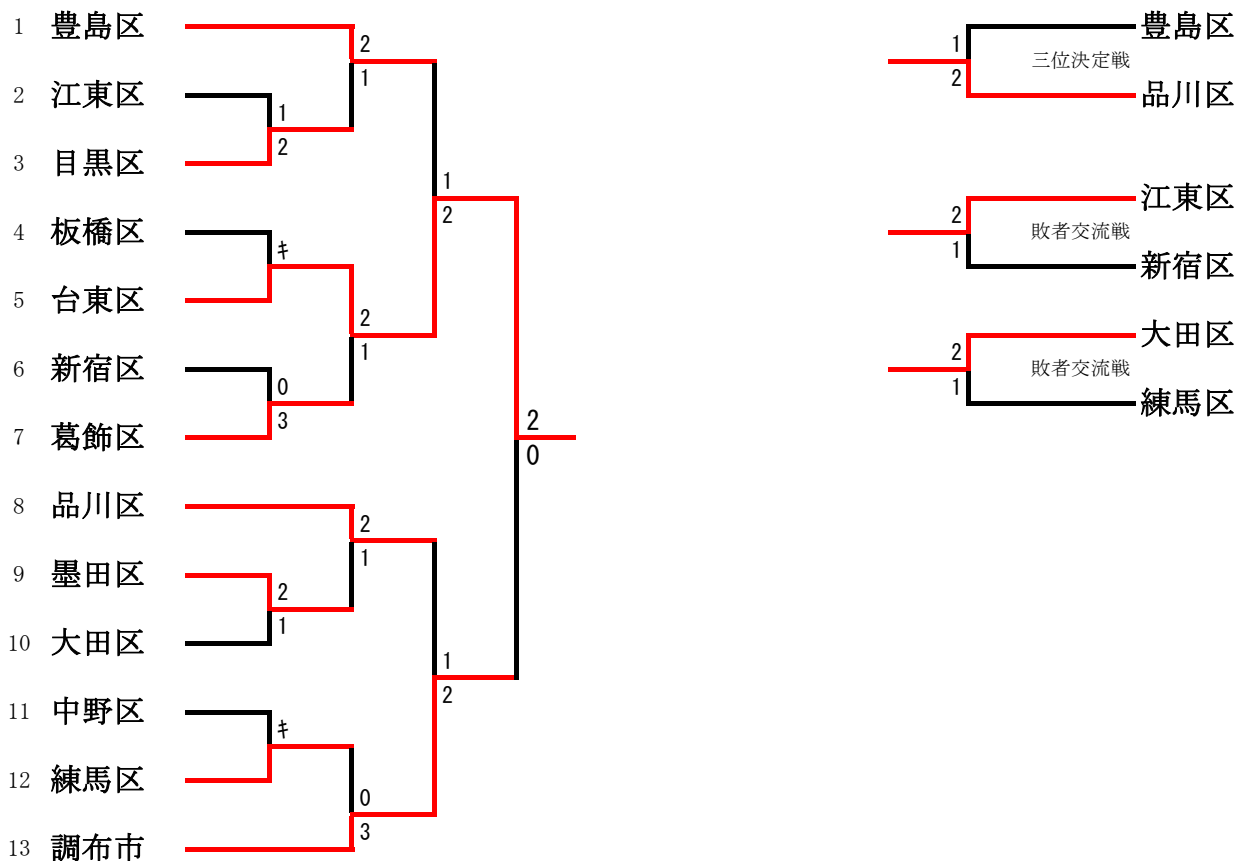 1 豊島区
2 江東区
3 目黒区
4 板橋区
5 台東区
6 新宿区
7 葛飾区
8 品川区
9 墨田区
10 大田区
11 中野区
12 練馬区
13 調布市
2
1
1
2
キ
2
1
0
3
1
2
2
0
2
1
2
1
キ
0
3
1
2
豊島区
1
三位決定戦
2
品川区
江東区
2
敗者交流戦
1
新宿区
大田区
2
敗者交流戦
1
練馬区